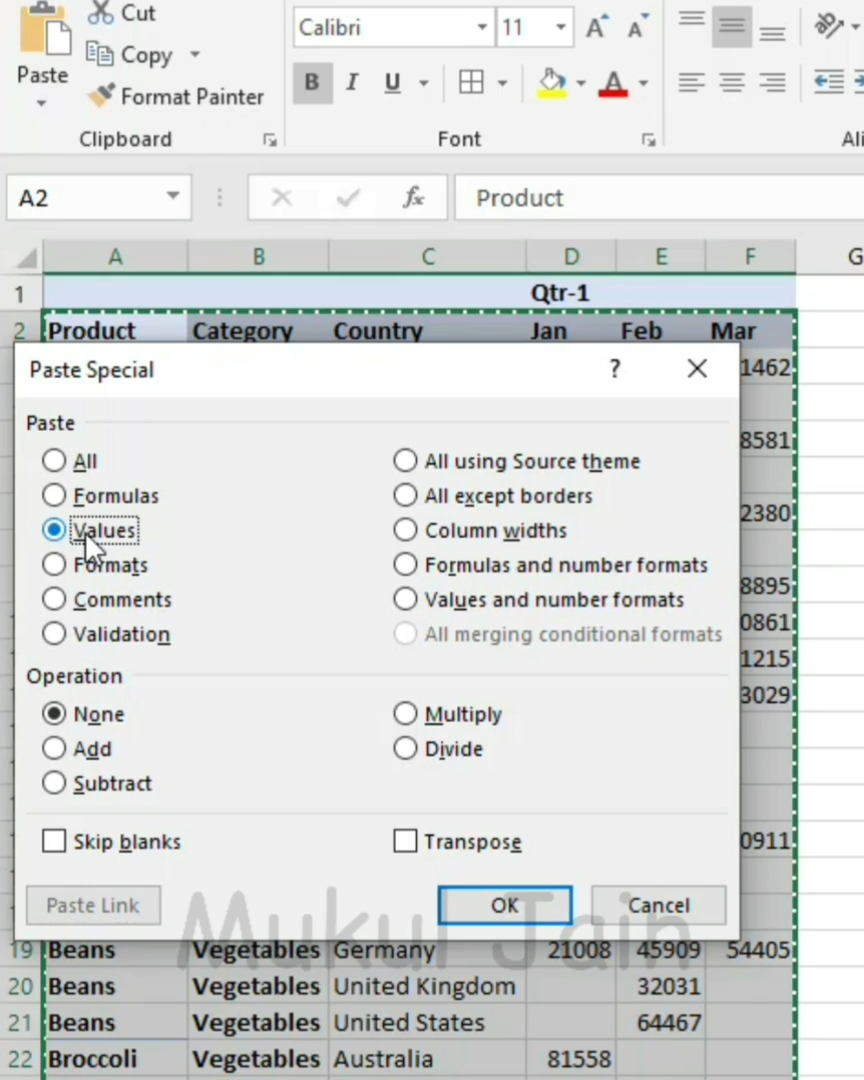 Cut
Calibri 11 A A
Paste Copy
Format Painter
B I U A
Clipboard Font Ali
A2 fx Product
A B C D E F G
1 Qtr-1
2 Product Category Country Jan Feb Mar
Paste Special ? 1462
Paste
All All using Source theme 8581
Formulas All except borders
Values Column widths 2380
Formats Formulas and number formats
Comments Values and number formats 8895
Validation All merging conditional formats 0861
1215
Operation 3029
None Multiply
Add Divide
Subtract
Skip blanks Transpose 0911
Paste Link OK Cancel
Mukul Jain
19 Beans Vegetables Germany 21008 45909 54405
20 Beans Vegetables United Kingdom 32031
21 Beans Vegetables United States 64467
22 Broccoli Vegetables Australia 81558